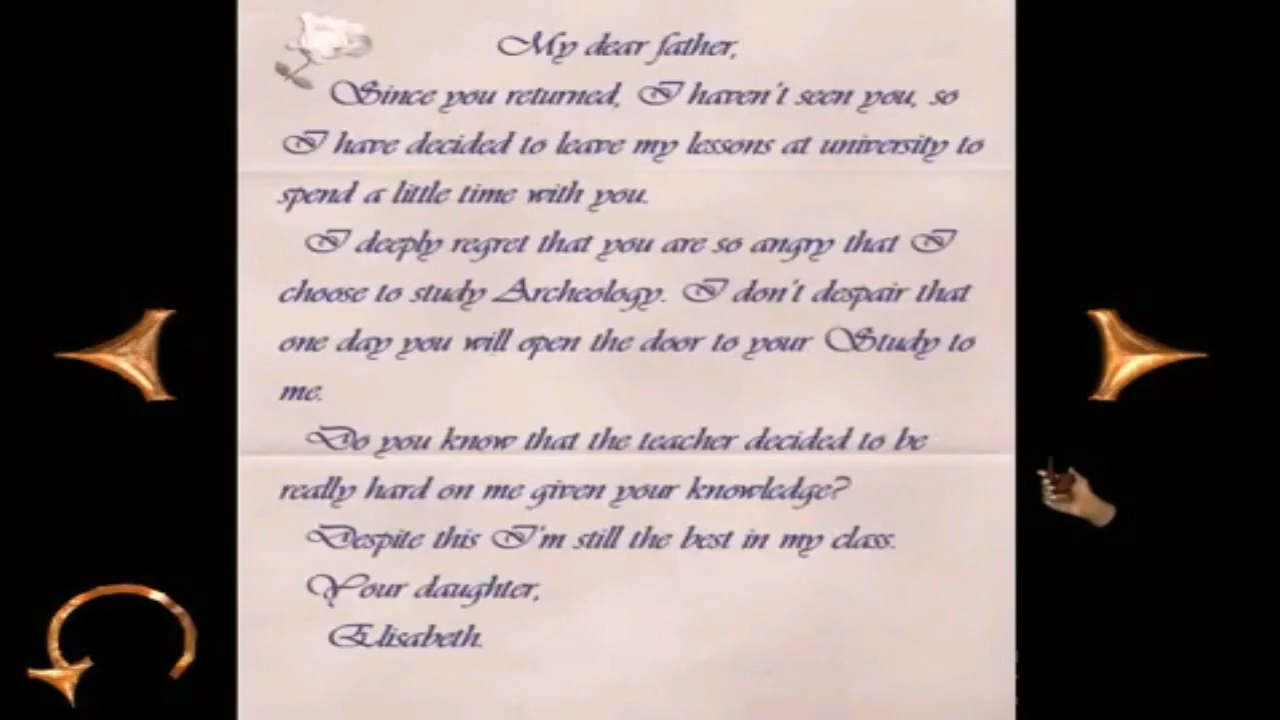 My dear father,
Since you returned, I haven't seen you, so
I have decided to leave my lessons at university to
spend a little time with you.
I deeply regret that you are so angry that I
choose to study Archeology. I don't despair that
one day you will open the door to your Study to
me.
Do you know that the teacher decided to be
really hard on me given your knowledge?
Despite this I'm still the best in my class.
Your daughter,
Elisabeth.